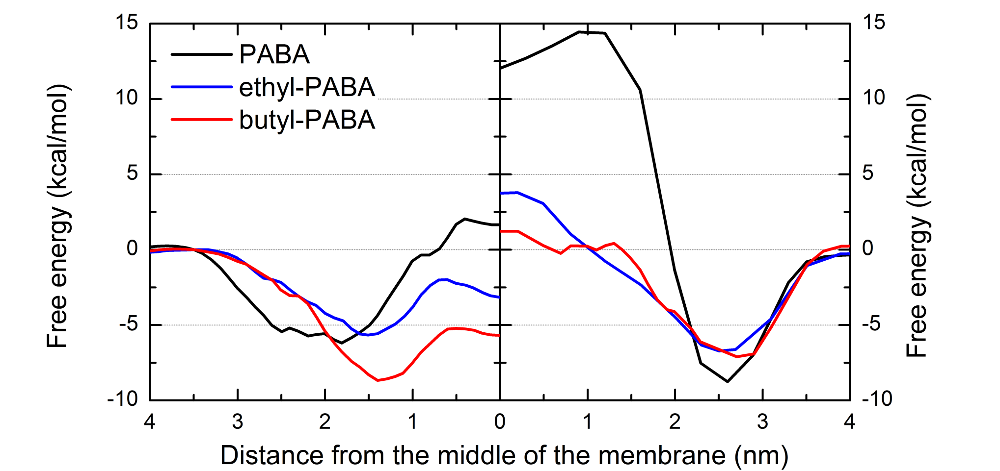 Free energy (kcal/mol)
15
10
5
0
-5
-10
PABA
ethyl-PABA
butyl-PABA
15
10
5
0
-5
-10
Free energy (kcal/mol)
4 3 2 1 0 1 2 3 4
Distance from the middle of the membrane (nm)